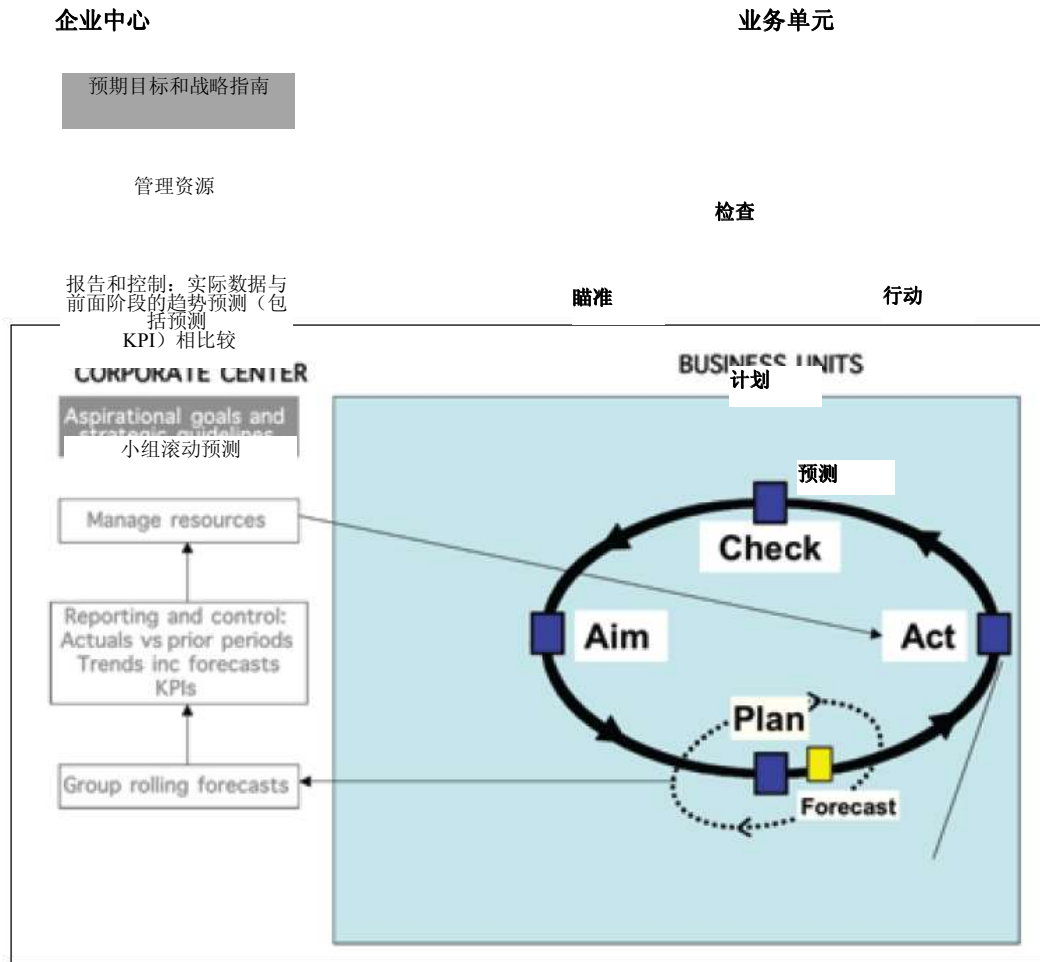 企业中心
业务单元
预期目标和战略指南
管理资源
检查
报告和控制：实际数据与
前面阶段的趋势预测（包
括预测
KPI）相比较
瞄准
行动
CORPORATE CENTER
BUSINESS UNITS
计划
Aspirational goals and
strategic guidelines
小组滚动预测
预测
Manage resources
Check
Reporting and control:
Actuals vs prior periods
Trends inc forecasts
KPIs
Aim
Act
Plan
Group rolling forecasts
Forecast